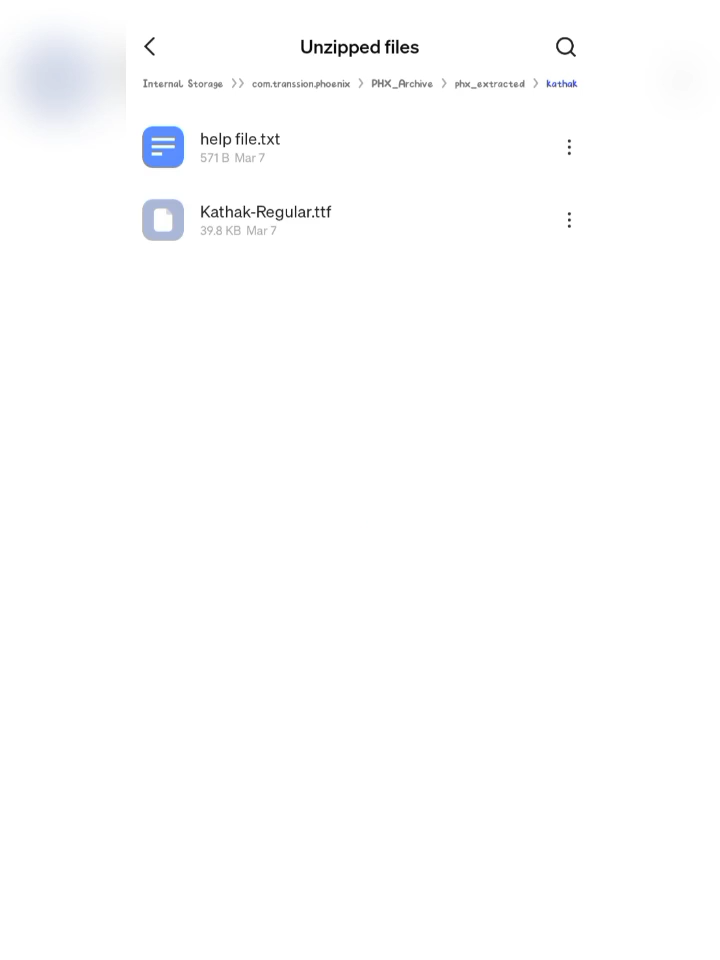 Unzipped files
Internal Storage >> com.transsion.phoenix > PHX_Archive > phx_extracted > kathak
help file.txt
571 B Mar 7
Kathak-Regular.ttf
39.8 KB Mar 7